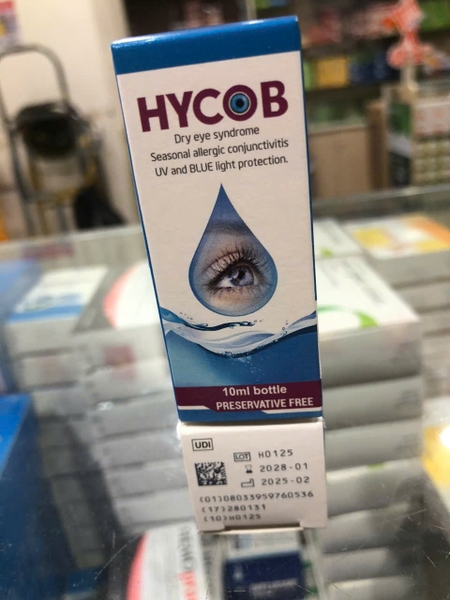 HYCOB
Dry eye syndrome
Seasonal allergic conjunctivitis
UV and BLUE light protection.
10ml bottle
PRESERVATIVE FREE
UDI
LOT H0125
2028-01
2025-02
(01)08033959760536
(17)280131
(10)H0125